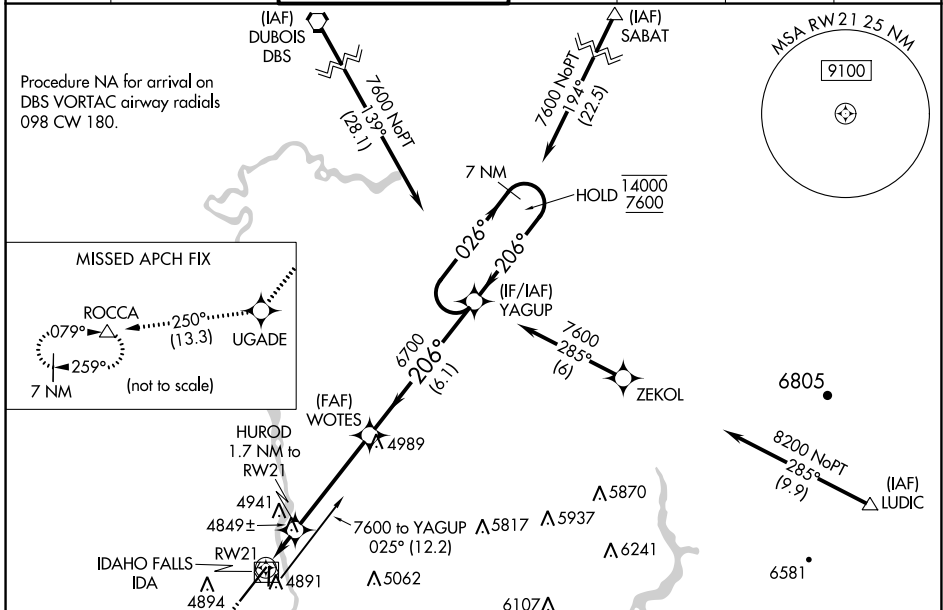 (IAF)
DUBOIS
DBS
(IAF)
SABAT
MSA RW 21 25 NM
9100
Procedure NA for arrival on
DBS VORTAC airway radials
098 CW 180.
7600 NoPT
139°
(28.1)
7600 NoPT
194°
(22.5)
7 NM
HOLD
14000
7600
026°
206°
(IF/IAF)
YAGUP
MISSED APCH FIX
ROCCA
079°
259°
7 NM
250°
(13.3)
UGADE
(not to scale)
6700
206°
(6.1)
7600
285°
(6)
ZEKOL
6805
(FAF)
WOTES
4989
HUROD
1.7 NM to
RW21
8200 NoPT
285°
(9.9)
(IAF)
LUDIC
4941
4849±
5870
5937
5817
7600 to YAGUP
025° (12.2)
6241
IDAHO FALLS
IDA
RW21
4891
5062
6581
4894
6107